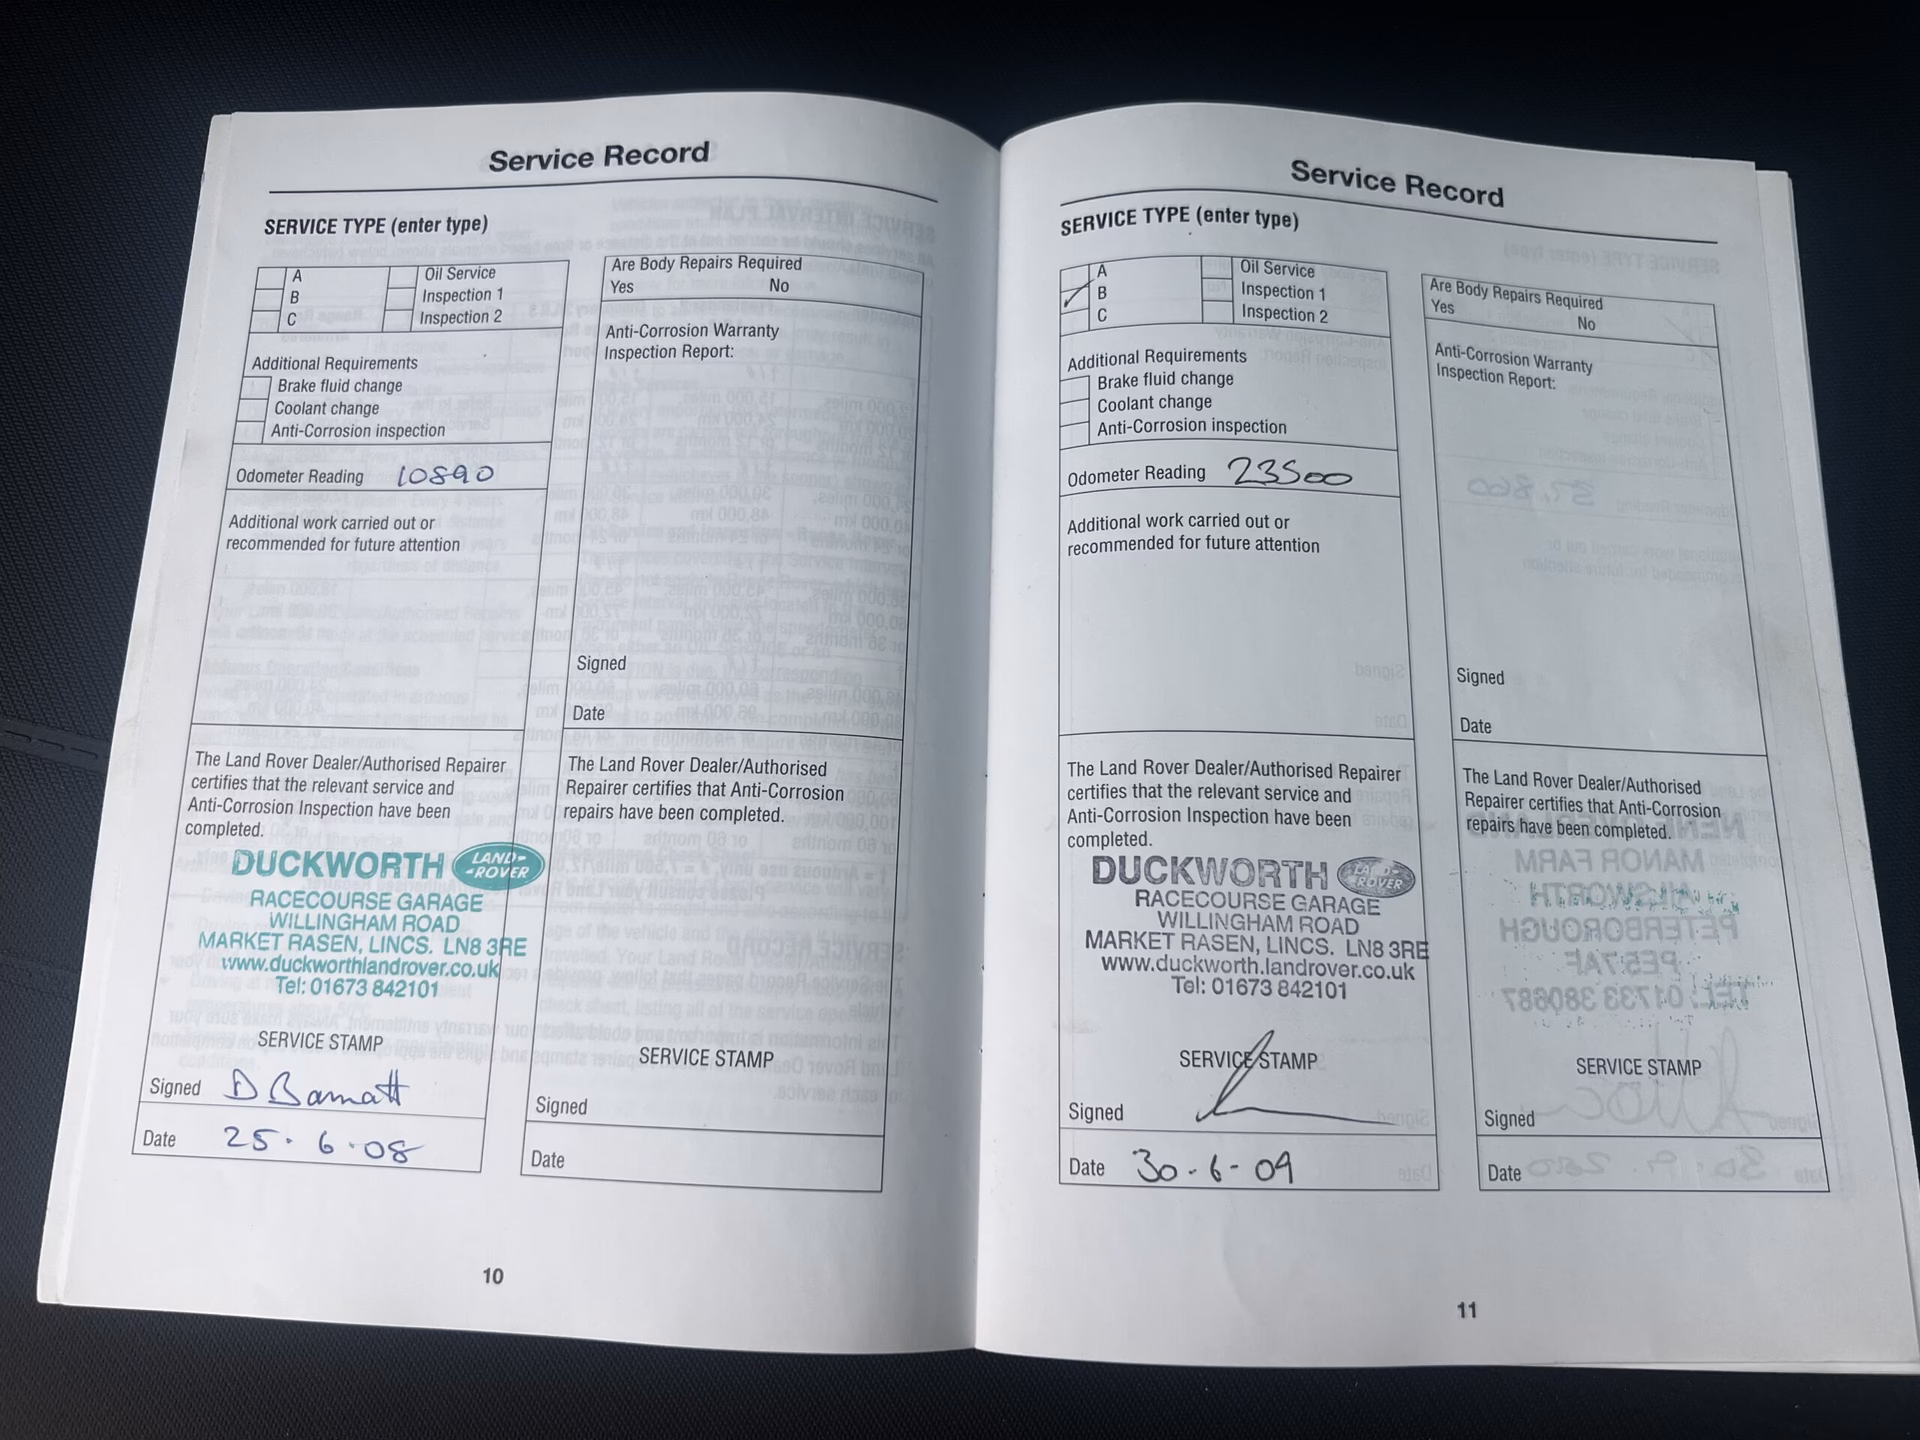 Service Record
SERVICE TYPE (enter type)
A
B
C
Oil Service
Inspection 1
Inspection 2
Additional Requirements
Brake fluid change
Coolant change
Anti-Corrosion inspection
Odometer Reading 10890
Additional work carried out or
recommended for future attention
The Land Rover Dealer/Authorised Repairer
certifies that the relevant service and
Anti-Corrosion Inspection have been
completed.
DUCKWORTH LAND-ROVER
RACECOURSE GARAGE
WILLINGHAM ROAD
MARKET RASEN, LINCS. LN8 3RE
www.duckworthlandrover.co.uk
Tel: 01673 842101
SERVICE STAMP
Signed D Barnatt
Date 25.6.08
Are Body Repairs Required
Yes No
Anti-Corrosion Warranty
Inspection Report:
Signed
Date
The Land Rover Dealer/Authorised
Repairer certifies that Anti-Corrosion
repairs have been completed.
SERVICE STAMP
Signed
Date
10
Service Record
SERVICE TYPE (enter type)
A
B
C
Oil Service
Inspection 1
Inspection 2
Additional Requirements
Brake fluid change
Coolant change
Anti-Corrosion inspection
Odometer Reading 23500
Additional work carried out or
recommended for future attention
The Land Rover Dealer/Authorised Repairer
certifies that the relevant service and
Anti-Corrosion Inspection have been
completed.
DUCKWORTH LAND-ROVER
RACECOURSE GARAGE
WILLINGHAM ROAD
MARKET RASEN, LINCS. LN8 3RE
www.duckworth.landrover.co.uk
Tel: 01673 842101
SERVICE STAMP
Signed
Date 30-6-09
Are Body Repairs Required
Yes No
Anti-Corrosion Warranty
Inspection Report:
Signed
Date
The Land Rover Dealer/Authorised
Repairer certifies that Anti-Corrosion
repairs have been completed.
SERVICE STAMP
Signed
Date
11